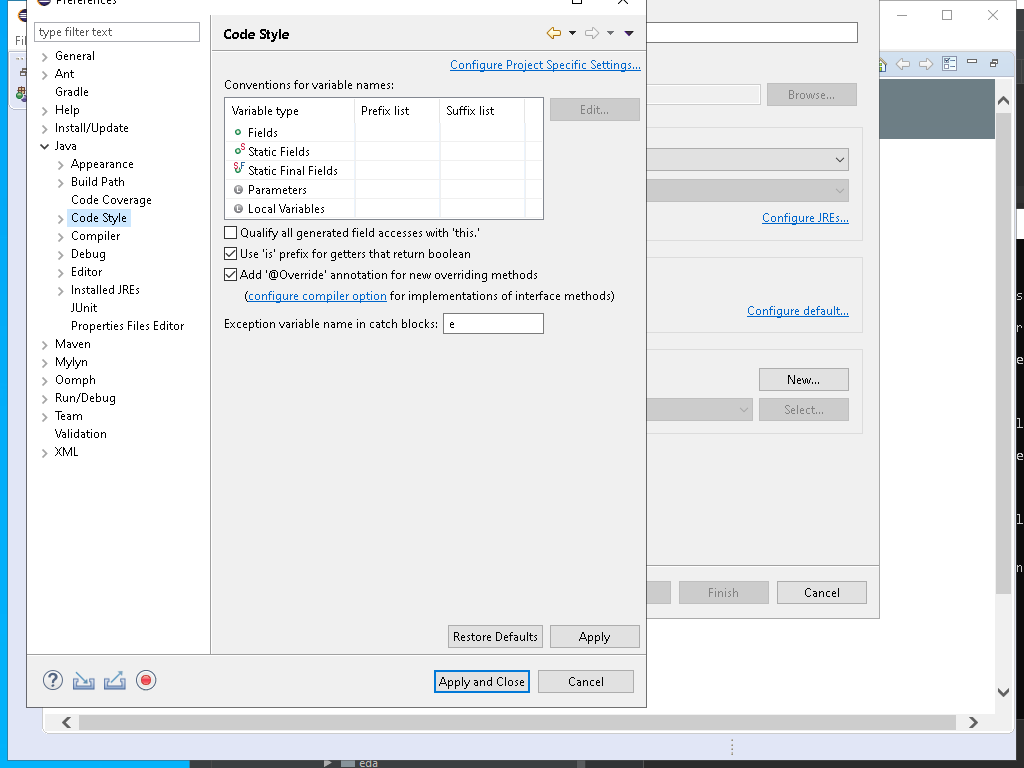 Preferences
type filter text
General
Ant
Gradle
Help
Install/Update
Java
Appearance
Build Path
Code Coverage
Code Style
Compiler
Debug
Editor
Installed JREs
JUnit
Properties Files Editor
Maven
Mylyn
Oomph
Run/Debug
Team
Validation
XML
Code Style
Configure Project Specific Settings...
Conventions for variable names:
Variable type Prefix list Suffix list
Fields
Static Fields
Static Final Fields
Parameters
Local Variables
Edit...
Qualify all generated field accesses with 'this.'
Use 'is' prefix for getters that return boolean
Add '@Override' annotation for new overriding methods
(configure compiler option for implementations of interface methods)
Exception variable name in catch blocks: e
Restore Defaults Apply
Apply and Close Cancel
Browse...
Configure JREs...
Configure default...
New...
Select...
Finish Cancel
eda